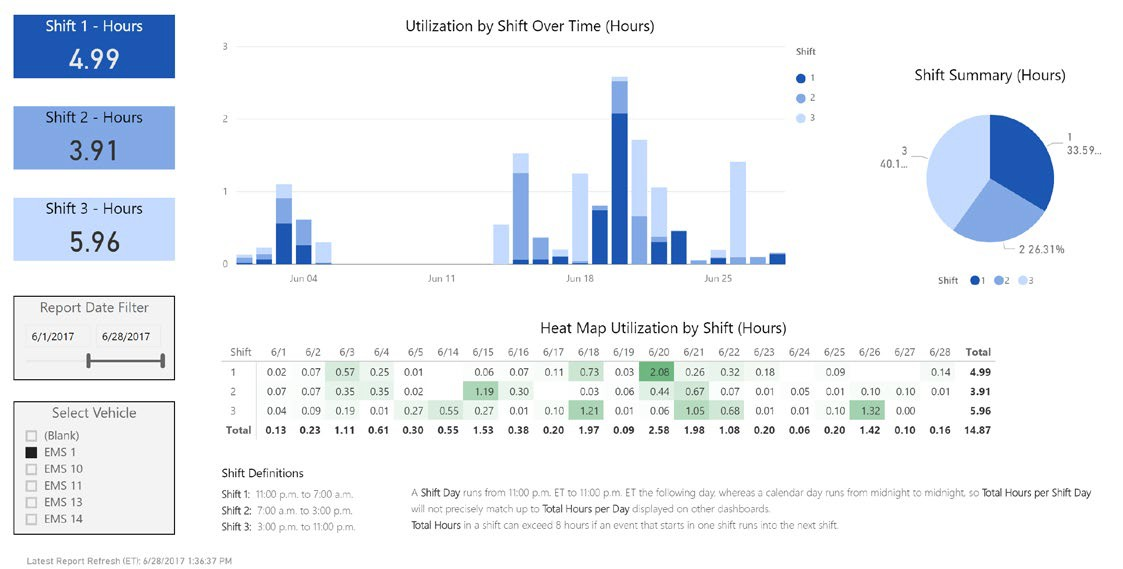 Shift 1 - Hours
4.99
Shift 2 - Hours
3.91
Shift 3 - Hours
5.96
Report Date Filter
6/1/2017 6/28/2017
Select Vehicle
(Blank)
EMS 1
EMS 10
EMS 11
EMS 13
EMS 14
Utilization by Shift Over Time (Hours)
3
2
1
0
Jun 04 Jun 11 Jun 18 Jun 25
Shift
1
2
3
Shift Summary (Hours)
1
33.59...
3
40.1...
2 26.31%
Shift 1 2 3
Heat Map Utilization by Shift (Hours)
Shift 6/1 6/2 6/3 6/4 6/5 6/14 6/15 6/16 6/17 6/18 6/19 6/20 6/21 6/22 6/23 6/24 6/25 6/26 6/27 6/28 Total
1 0.02 0.07 0.57 0.25 0.01 0.06 0.07 0.11 0.73 0.03 2.08 0.26 0.32 0.18 0.09 0.14 4.99
2 0.07 0.07 0.35 0.35 0.02 1.19 0.30 0.03 0.06 0.44 0.67 0.07 0.01 0.05 0.01 0.10 0.10 0.01 3.91
3 0.04 0.09 0.19 0.01 0.27 0.55 0.27 0.01 0.10 1.21 0.01 0.06 1.05 0.68 0.01 0.01 0.10 1.32 0.00 5.96
Total 0.13 0.23 1.11 0.61 0.30 0.55 1.53 0.38 0.20 1.97 0.09 2.58 1.98 1.08 0.20 0.06 0.20 1.42 0.10 0.16 14.87
Shift Definitions
Shift 1: 11:00 p.m. to 7:00 a.m.
Shift 2: 7:00 a.m. to 3:00 p.m.
Shift 3: 3:00 p.m. to 11:00 p.m.
A Shift Day runs from 11:00 p.m. ET to 11:00 p.m. ET the following day, whereas a calendar day runs from midnight to midnight, so Total Hours per Shift Day
will not precisely match up to Total Hours per Day displayed on other dashboards.
Total Hours in a shift can exceed 8 hours if an event that starts in one shift runs into the next shift.
Latest Report Refresh (ET): 6/28/2017 1:36:37 PM